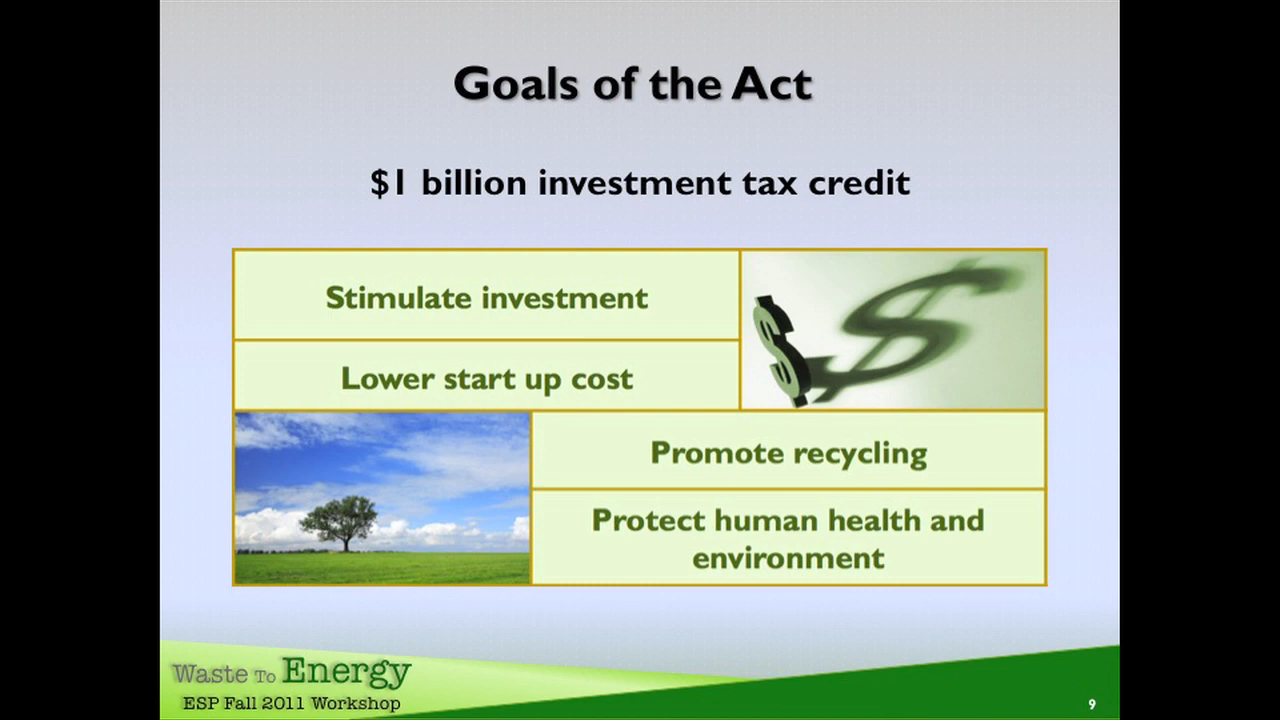 Goals of the Act
$1 billion investment tax credit
Stimulate investment
Lower start up cost
Promote recycling
Protect human health and
environment
Waste To Energy
ESP Fall 2011 Workshop
9